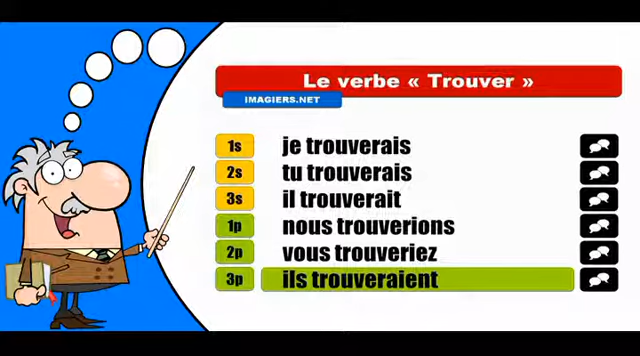 Le verbe « Trouver »
IMAGIERS.NET
1s je trouverais
2s tu trouverais
3s il trouverait
1p nous trouverions
2p vous trouveriez
3p ils trouveraient